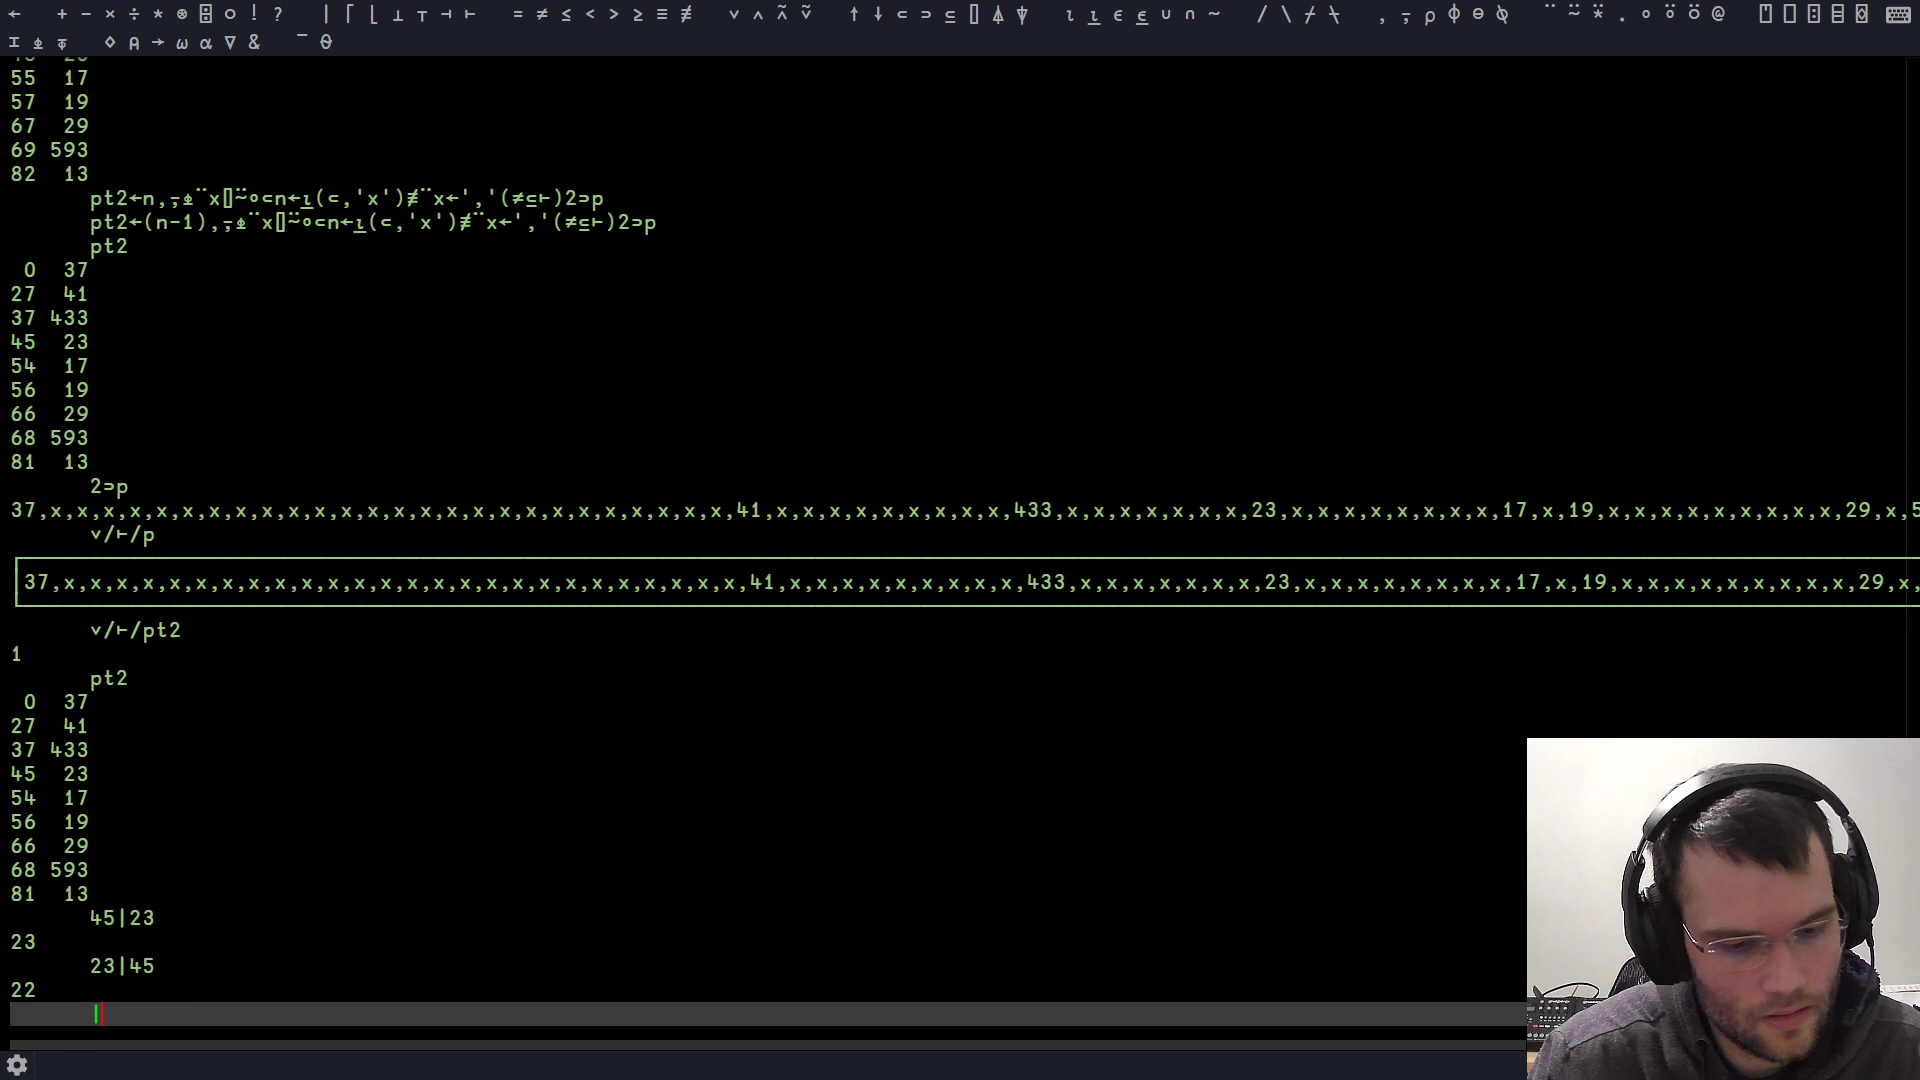 ← + - × ÷ * ⍟ ⌹ ○ ! ? | ⌈ ⌊ ⊥ ⊤ ⊣ ⊢ = ≠ ≤ < > ≥ ≡ ≢ ∨ ∧ ⍲ ⍱ ↑ ↓ ⊂ ⊃ ⊆ ⌷ ⍋ ⍒ ⍳ ⍸ ∊ ⍷ ∪ ∩ ~ / \ ⌿ ⍀ , ⍪ ⍴ ⌽ ⊖ ⍉ ¨ ⍨ ⍣ . ∘ ⍤ ⍥ @ ⍞ ⎕ ⍠ ⌸ ⌺
⌶ ⍎ ⍕ ⋄ ⍝ → ⍵ ⍺ ∇ & ¯ ⍬
55 17
57 19
67 29
69 593
82 13
pt2←n,⍪⍎¨x⌷⍨∘⊂n←⍸(⊂,'x')≢¨x←','(≠⊆⊢)2⊃p
pt2←(n-1),⍪⍎¨x⌷⍨∘⊂n←⍸(⊂,'x')≢¨x←','(≠⊆⊢)2⊃p
pt2
0 37
27 41
37 433
45 23
54 17
56 19
66 29
68 593
81 13
2⊃p
37,x,x,x,x,x,x,x,x,x,x,x,x,x,x,x,x,x,x,x,x,x,x,x,x,x,x,41,x,x,x,x,x,x,x,x,x,433,x,x,x,x,x,x,x,23,x,x,x,x,x,x,x,x,17,x,19,x,x,x,x,x,x,x,x,x,29,x,5
∨/⊢/p
37,x,x,x,x,x,x,x,x,x,x,x,x,x,x,x,x,x,x,x,x,x,x,x,x,x,x,41,x,x,x,x,x,x,x,x,x,433,x,x,x,x,x,x,x,23,x,x,x,x,x,x,x,x,17,x,19,x,x,x,x,x,x,x,x,x,29,x,
∨/⊢/pt2
1
pt2
0 37
27 41
37 433
45 23
54 17
56 19
66 29
68 593
81 13
45|23
23
23|45
22